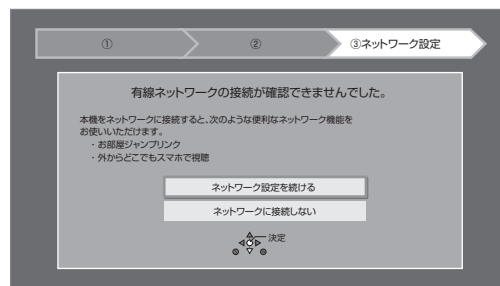 ①
②
③ネットワーク設定
有線ネットワークの接続が確認できませんでした。
本機をネットワークに接続すると、次のような便利なネットワーク機能を
お使いいただけます。
・お部屋ジャンプリンク
・外からどこでもスマホで視聴
ネットワーク設定を続ける
ネットワークに接続しない
決定